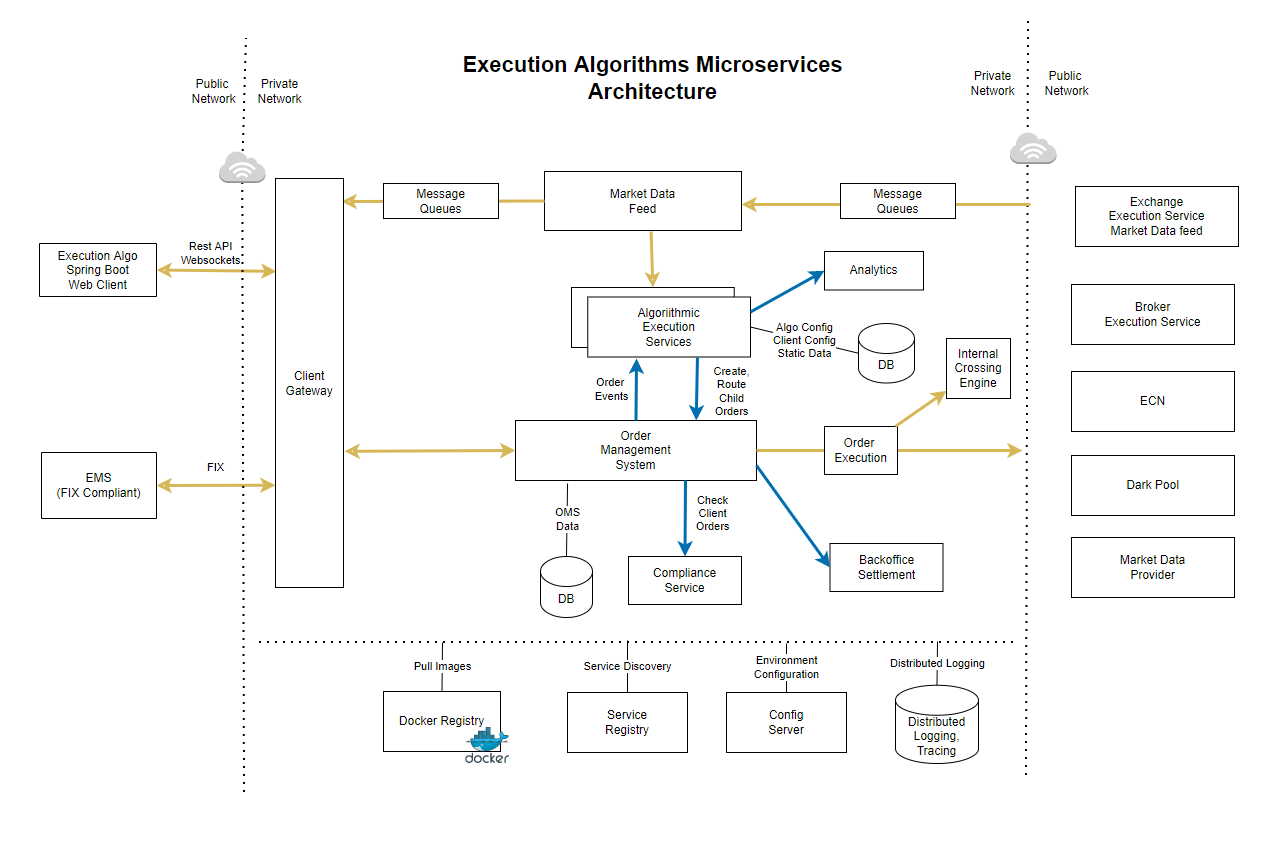 Execution Algorithms Microservices
Architecture
Public
Network
Private
Network
Private
Network
Public
Network
Message
Queues
Market Data
Feed
Message
Queues
Exchange
Execution Service
Market Data feed
Rest API
Websockets
Execution Algo
Spring Boot
Web Client
Analytics
Algoriithmic
Execution
Services
Algo Config
Client Config
Static Data
DB
Broker
Execution Service
Internal
Crossing
Engine
Client
Gateway
Order
Events
Create,
Route
Child
Orders
ECN
Order
Management
System
Order
Execution
FIX
EMS
(FIX Compliant)
Dark Pool
OMS
Data
Check
Client
Orders
DB
Compliance
Service
Backoffice
Settlement
Market Data
Provider
Pull Images
Service Discovery
Environment
Configuration
Distributed Logging
Docker Registry
docker
Service
Registry
Config
Server
Distributed
Logging,
Tracing